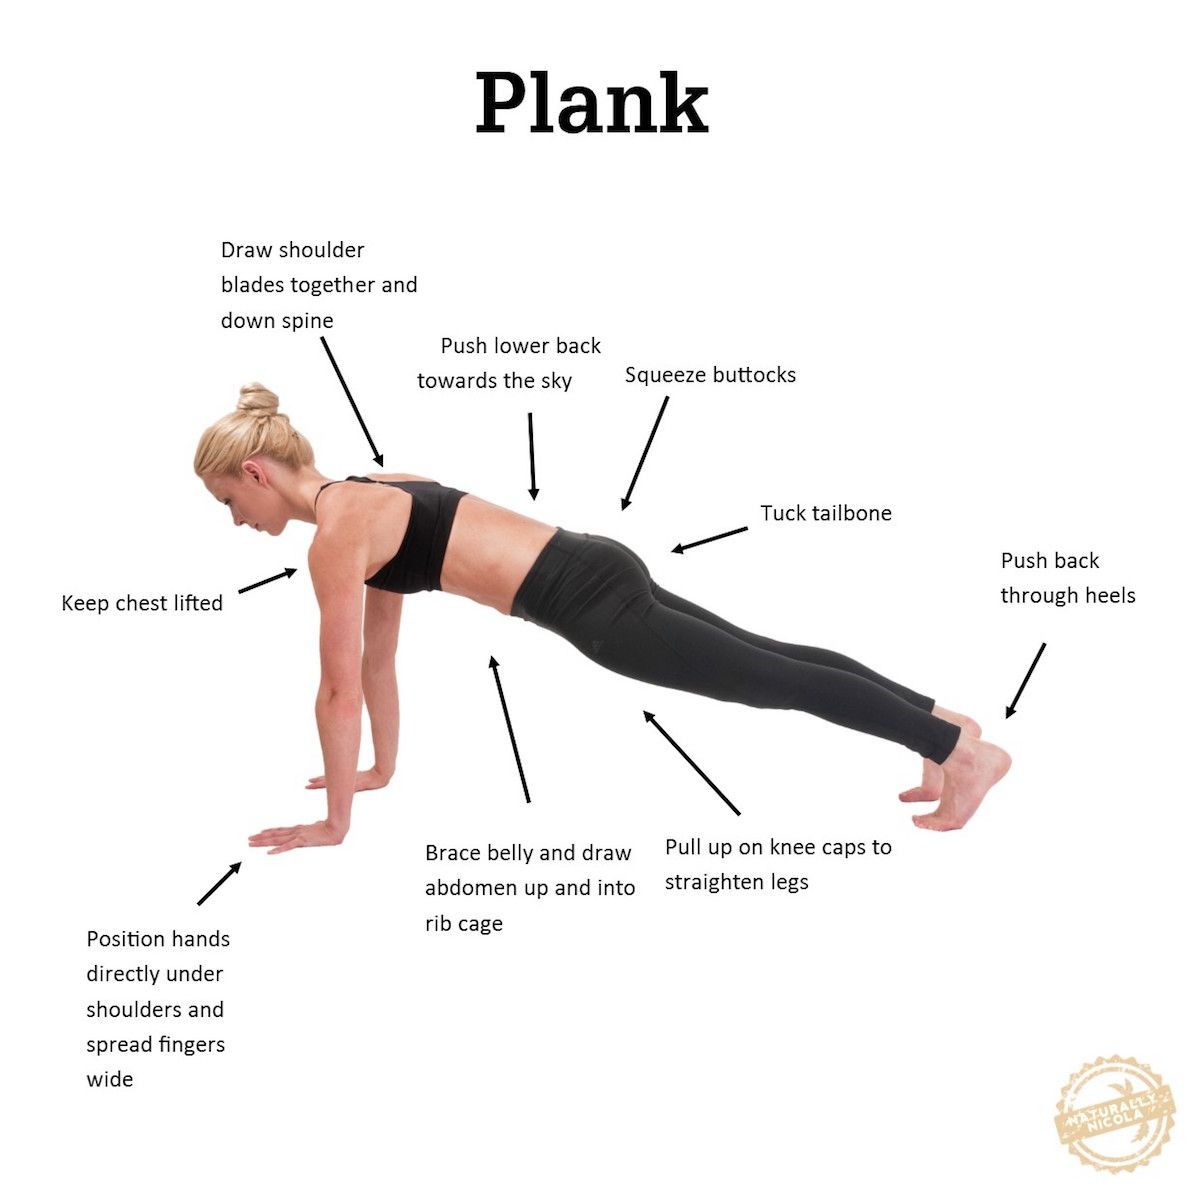 Plank
Draw shoulder
blades together and
down spine
Push lower back
towards the sky
Squeeze buttocks
Tuck tailbone
Push back
through heels
Keep chest lifted
Brace belly and draw
abdomen up and into
rib cage
Pull up on knee caps to
straighten legs
Position hands
directly under
shoulders and
spread fingers
wide
NATURALLY
NICOLA